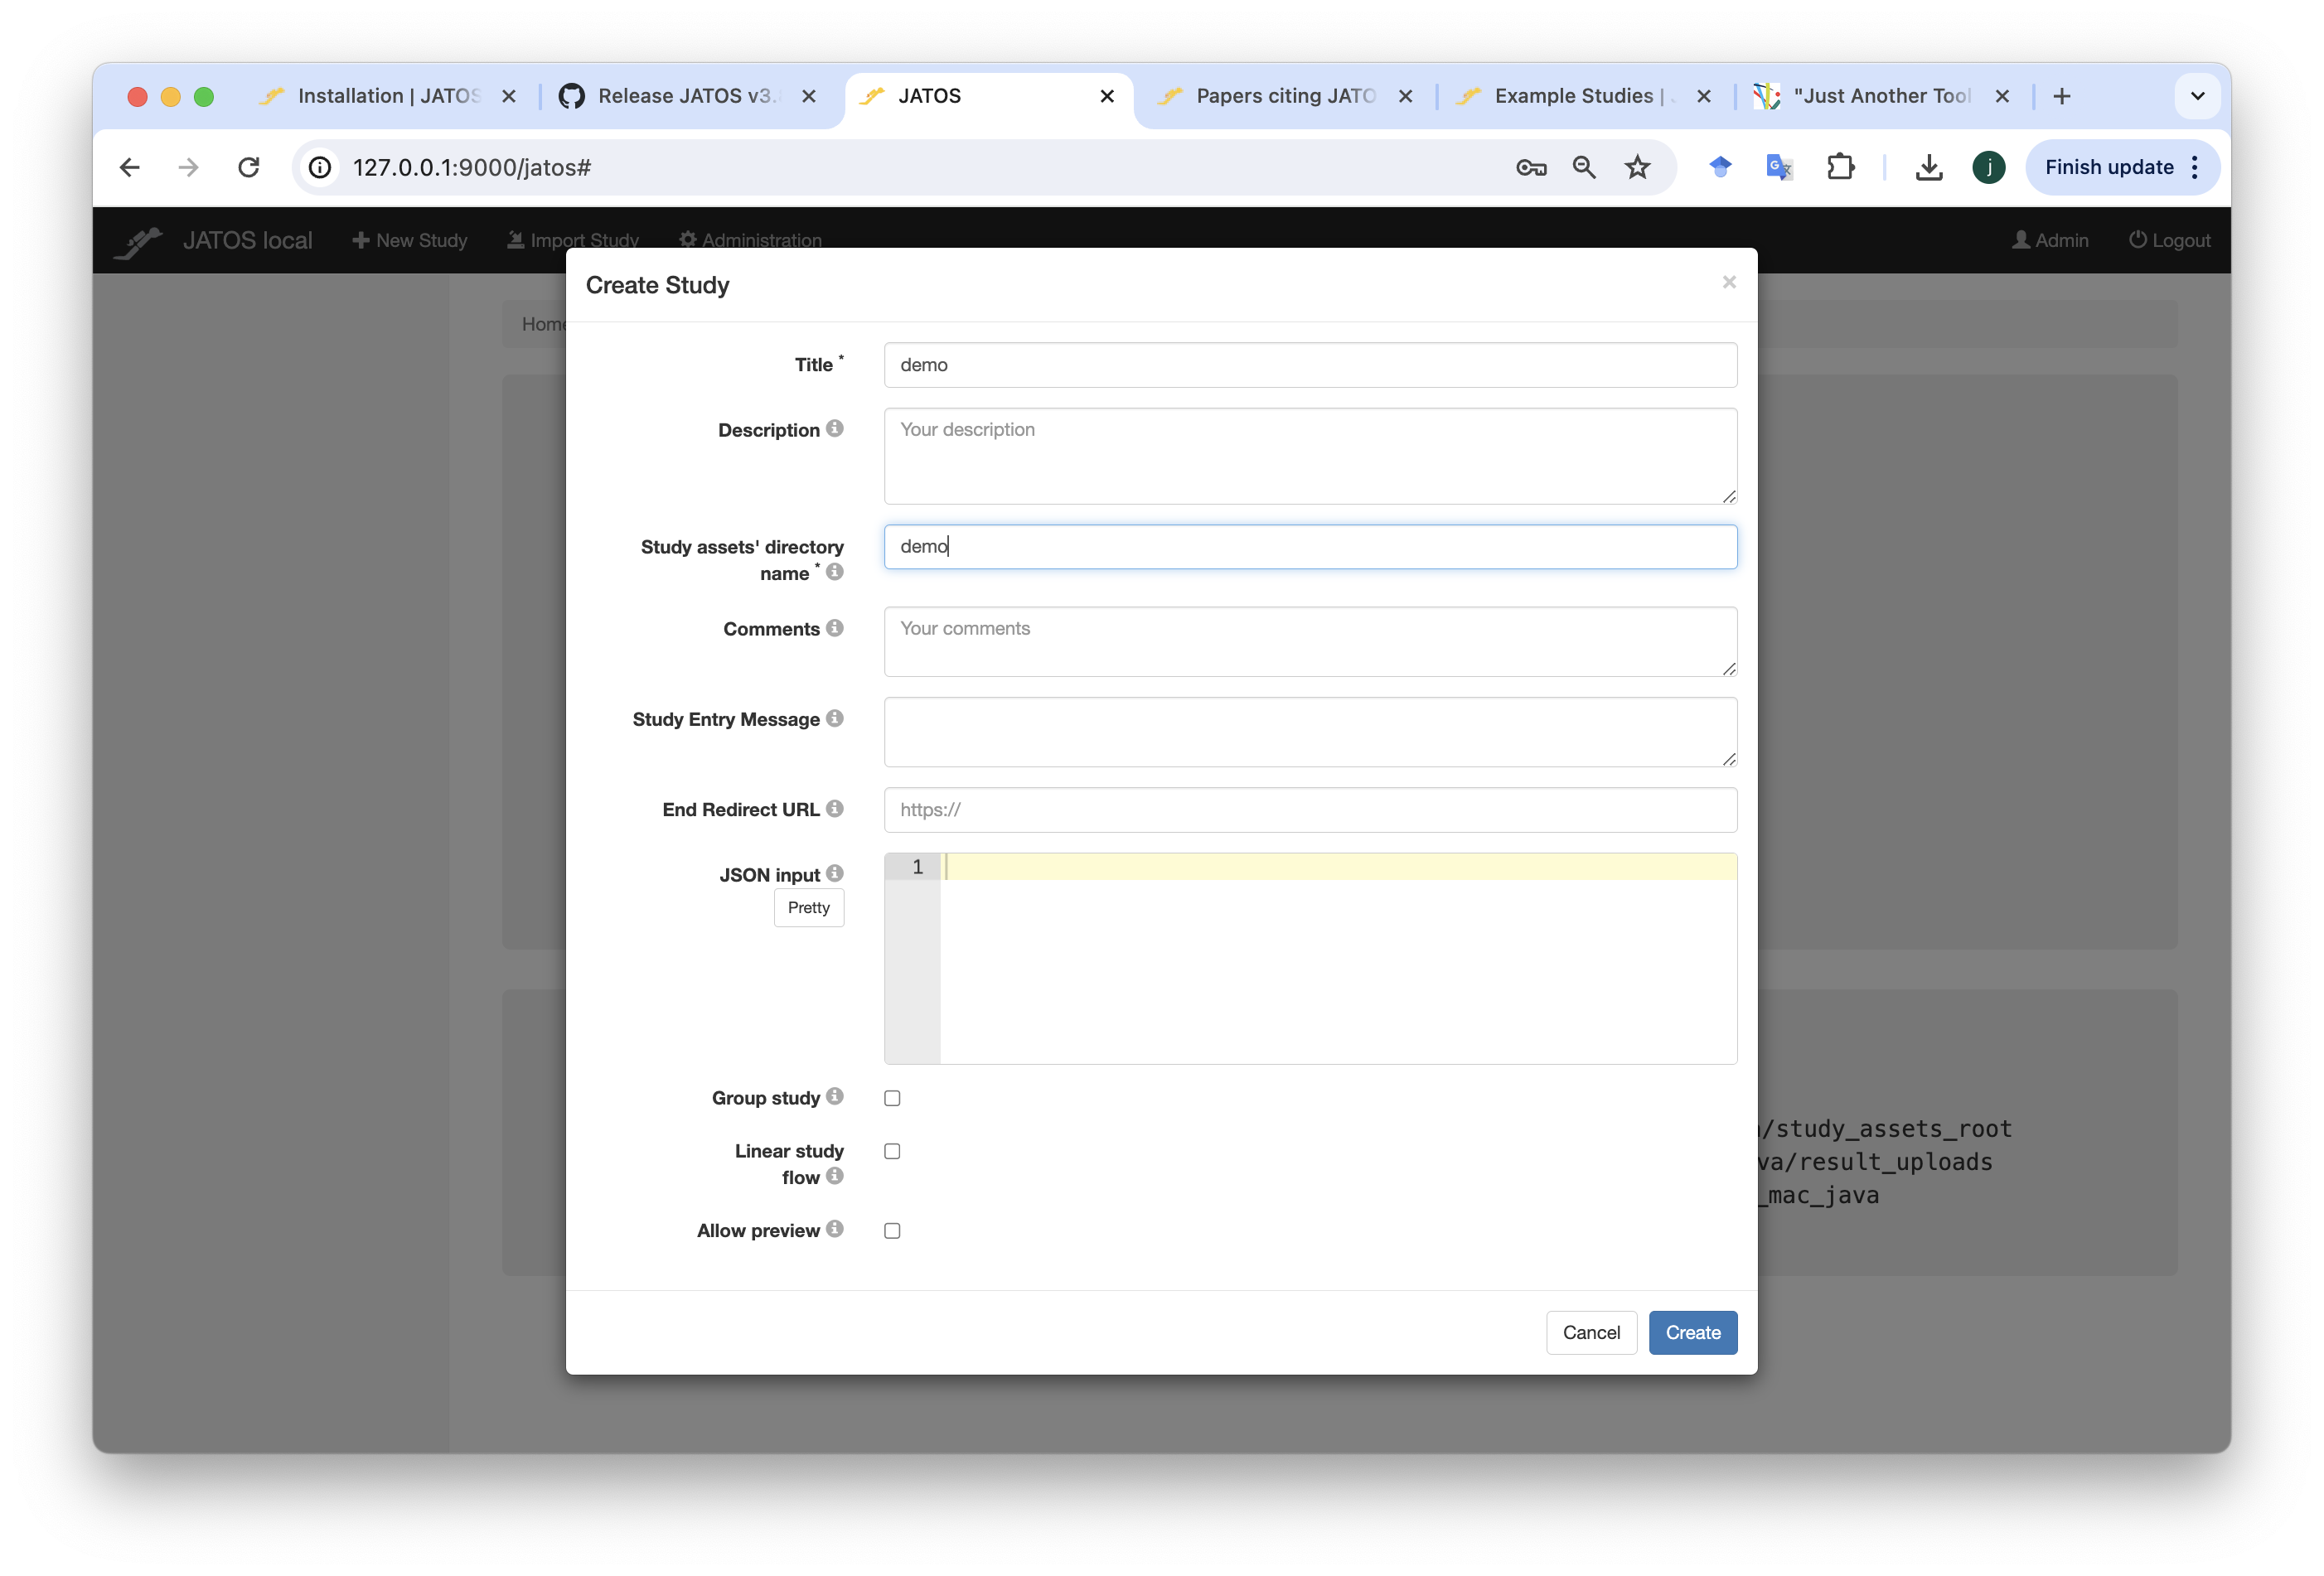 Installation | JATOS
Release JATOS v3.
JATOS
Papers citing JATO
Example Studies |
"Just Another Tool
127.0.0.1:9000/jatos#
j
Finish update
JATOS local
New Study
Import Study
Administration
Admin
Logout
Home
Create Study
Title *
demo
Description
Your description
Study assets' directory
name *
demo
Comments
Your comments
Study Entry Message
End Redirect URL
https://
JSON input
1
Pretty
Group study
Linear study
flow
Allow preview
/study_assets_root
va/result_uploads
_mac_java
Cancel
Create